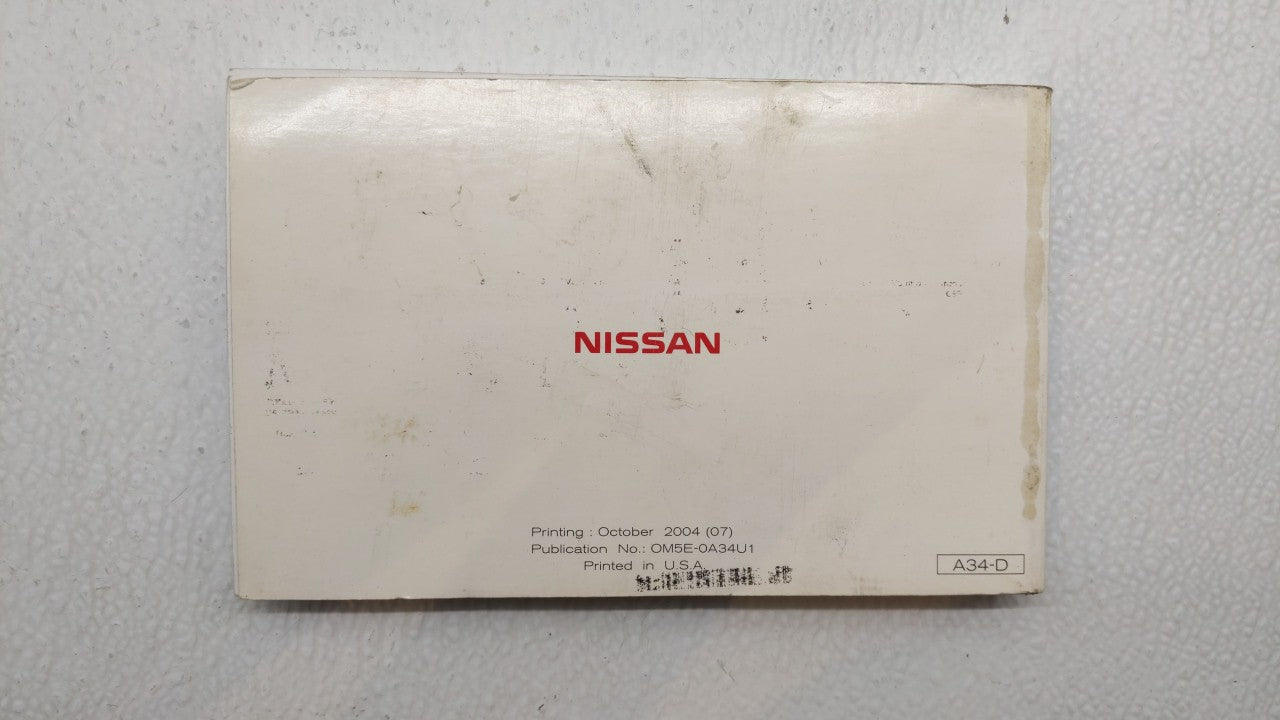 NISSAN
Printing : October 2004 (07)
Publication No.: OM5E-0A34U1
Printed in U.S.A.
A34-D